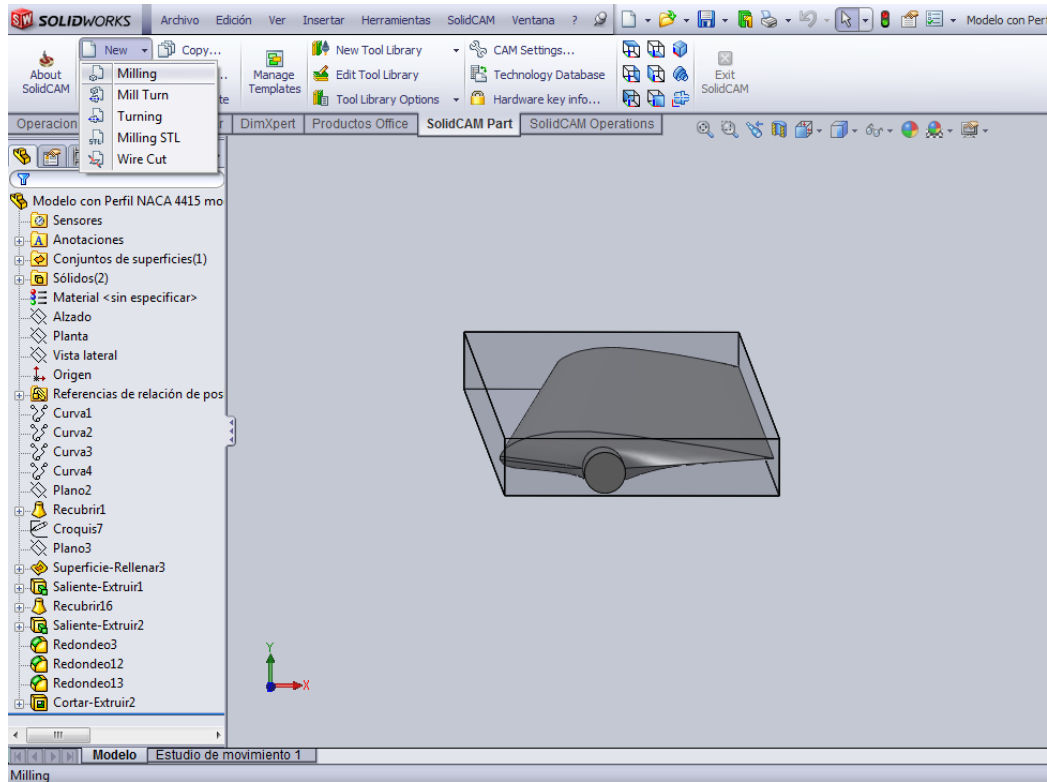 SOLIDWORKS Archivo Edición Ver Insertar Herramientas SolidCAM Ventana ? Modelo con Per
New Copy... New Tool Library CAM Settings...
About SolidCAM Manage Templates Edit Tool Library Technology Database Exit SolidCAM
te Tool Library Options Hardware key info...
Milling
Mill Turn
Turning
Milling STL
Wire Cut
Operacion r DimXpert Productos Office SolidCAM Part SolidCAM Operations
Modelo con Perfil NACA 4415 mo
Sensores
Anotaciones
Conjuntos de superficies(1)
Sólidos(2)
Material <sin especificar>
Alzado
Planta
Vista lateral
Origen
Referencias de relación de pos
Curva1
Curva2
Curva3
Curva4
Plano2
Recubrir1
Croquis7
Plano3
Superficie-Rellenar3
Saliente-Extruir1
Recubrir16
Saliente-Extruir2
Redondeo3
Redondeo12
Redondeo13
Cortar-Extruir2
Y
X
Modelo Estudio de movimiento 1
Milling